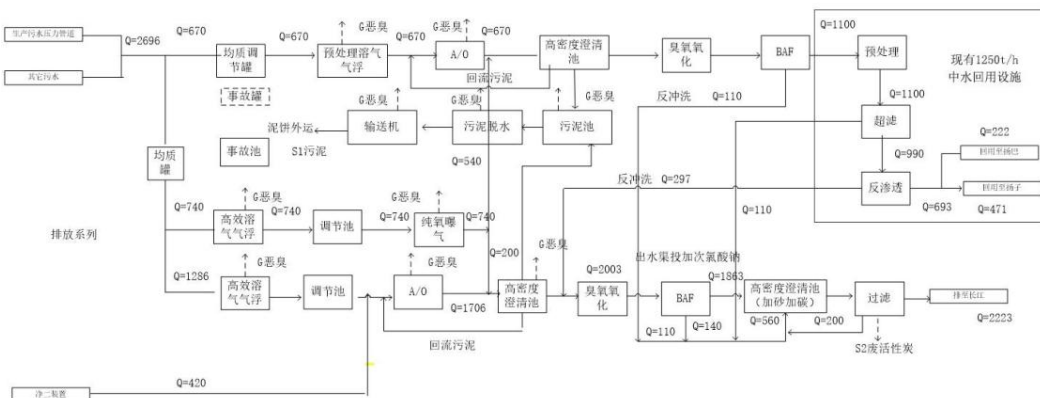 生产污水压力管道
Q=2696
其它污水
Q=670
均质调节罐
事故罐
Q=670
G恶臭
预处理溶气气浮
Q=670
G恶臭
A/O
Q=670
回流污泥
高密度澄清池
臭氧氧化
BAF
Q=1100
预处理
现有1250t/h
中水回用设施
Q=1100
超滤
Q=990
反渗透
Q=693
Q=222
回用至扬巴
回用至扬子
Q=471
反冲洗 Q=110
G恶臭
污泥池
G恶臭
污泥脱水
G恶臭
输送机
泥饼外运
S1污泥
事故池
均质罐
Q=540
反冲洗 Q=297
Q=110
Q=740
G恶臭
高效溶气气浮
Q=740
调节池
G恶臭
纯氧曝气
Q=740
Q=740
排放系列
Q=1286
G恶臭
高效溶气气浮
调节池
G恶臭
A/O
Q=1706
Q=200
G恶臭
高密度澄清池
回流污泥
Q=2003
臭氧氧化
BAF
出水渠投加次氯酸钠
Q=1863
高密度澄清池(加砂加碳)
过滤
排至长江
Q=2223
Q=110
Q=140
Q=560
Q=200
S2废活性炭
Q=420
净二装置